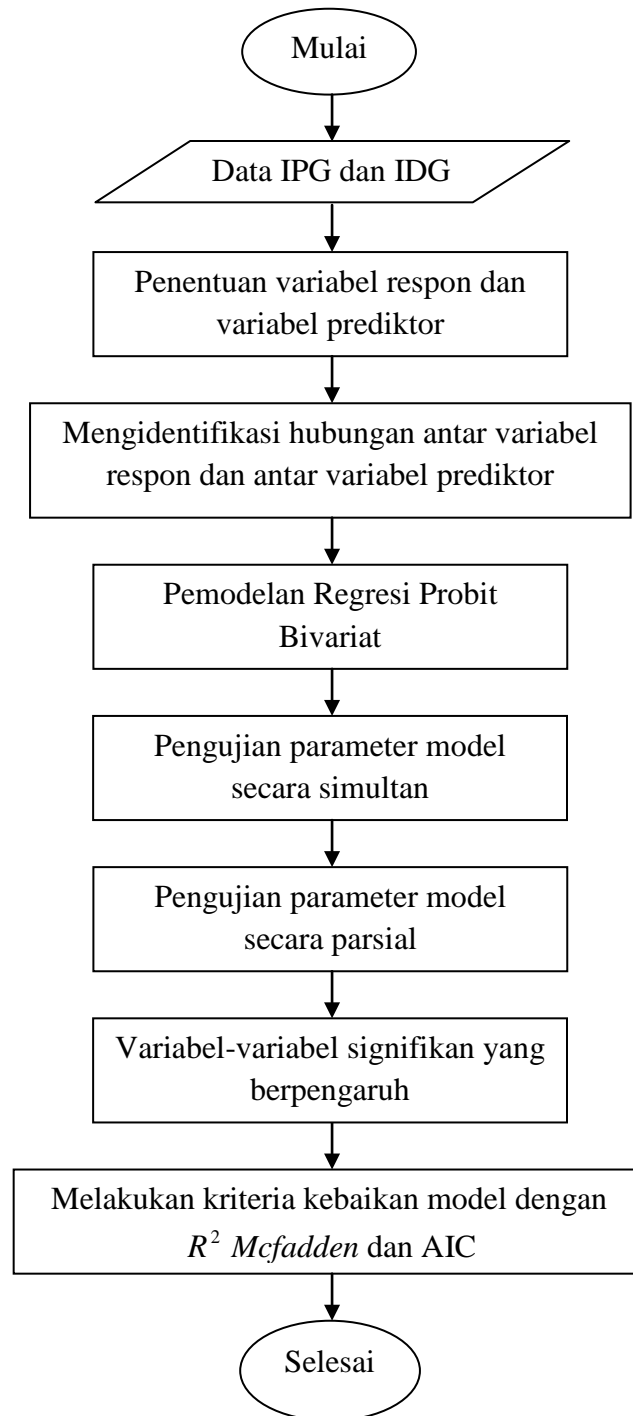 Mulai
Data IPG dan IDG
Penentuan variabel respon dan
variabel prediktor
Mengidentifikasi hubungan antar variabel
respon dan antar variabel prediktor
Pemodelan Regresi Probit
Bivariat
Pengujian parameter model
secara simultan
Pengujian parameter model
secara parsial
Variabel-variabel signifikan yang
berpengaruh
Melakukan kriteria kebaikan model dengan
R² Mcfadden dan AIC
Selesai